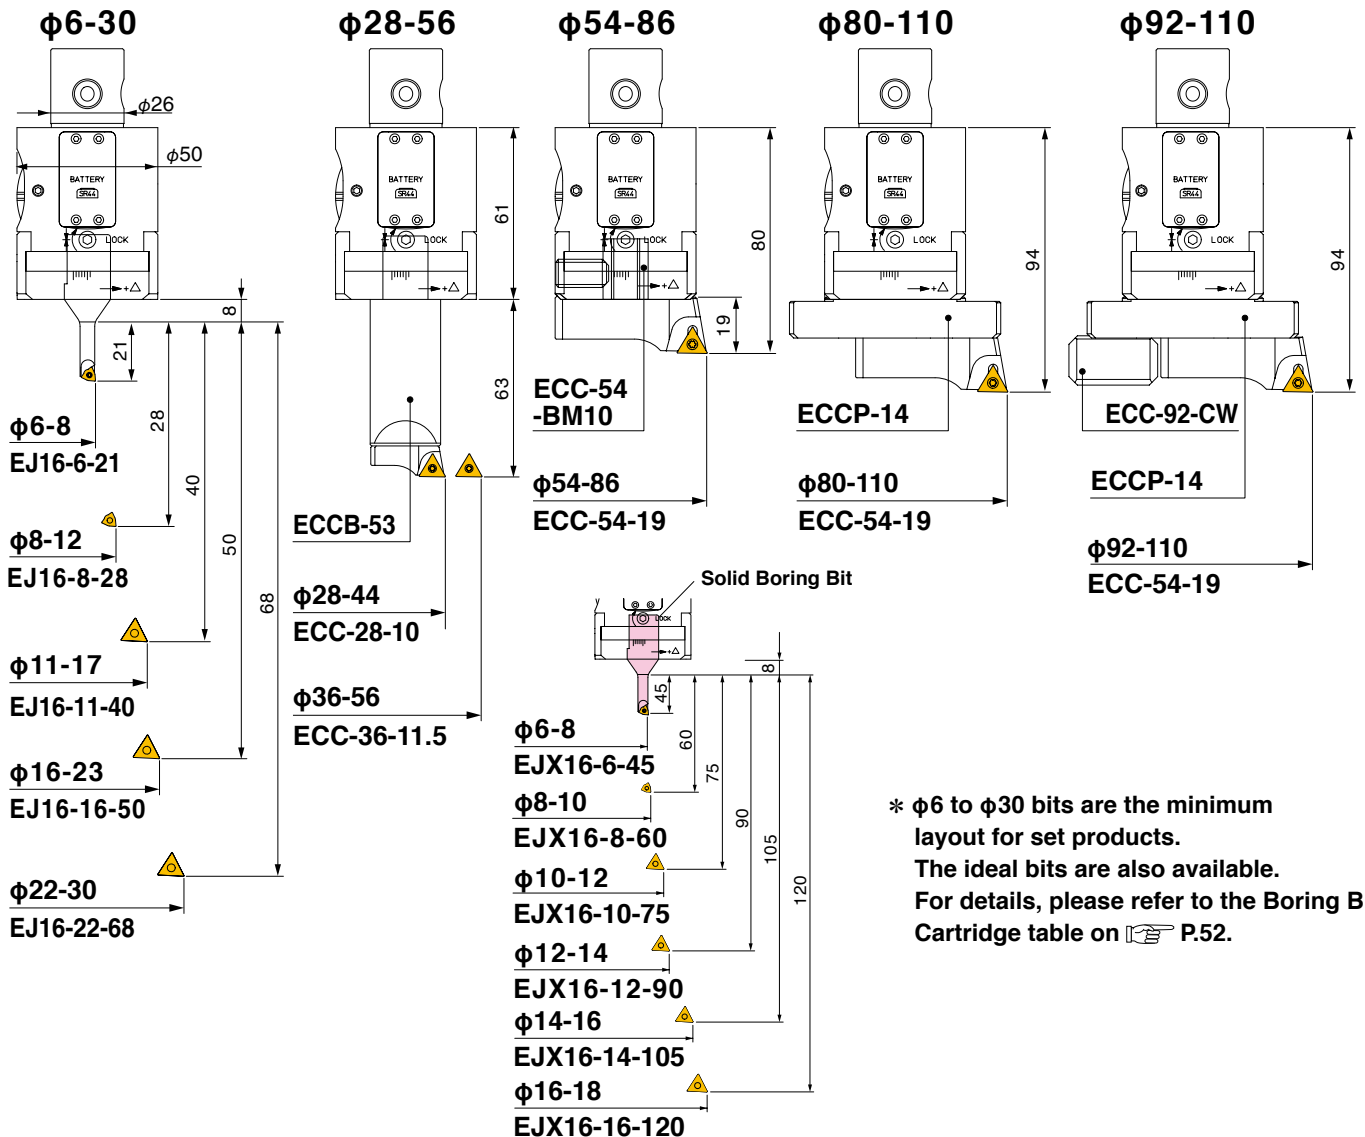 φ6-30
φ26
φ50
BATTERY
SR44
LOCK
+△
8
21
28
40
50
68
φ6-8
EJ16-6-21
φ8-12
EJ16-8-28
φ11-17
EJ16-11-40
φ16-23
EJ16-16-50
φ22-30
EJ16-22-68
φ28-56
BATTERY
SR44
LOCK
+△
61
63
ECCB-53
φ28-44
ECC-28-10
φ36-56
ECC-36-11.5
φ54-86
BATTERY
SR44
LOCK
+△
80
19
ECC-54
-BM10
φ54-86
ECC-54-19
φ80-110
BATTERY
SR44
LOCK
+△
94
ECCP-14
φ80-110
ECC-54-19
φ92-110
BATTERY
SR44
LOCK
+△
94
ECC-92-CW
ECCP-14
φ92-110
ECC-54-19
Solid Boring Bit
LOCK
+△
8
45
60
75
90
105
120
φ6-8
EJX16-6-45
φ8-10
EJX16-8-60
φ10-12
EJX16-10-75
φ12-14
EJX16-12-90
φ14-16
EJX16-14-105
φ16-18
EJX16-16-120
* φ6 to φ30 bits are the minimum
layout for set products.
The ideal bits are also available.
For details, please refer to the Boring B
Cartridge table on P.52.